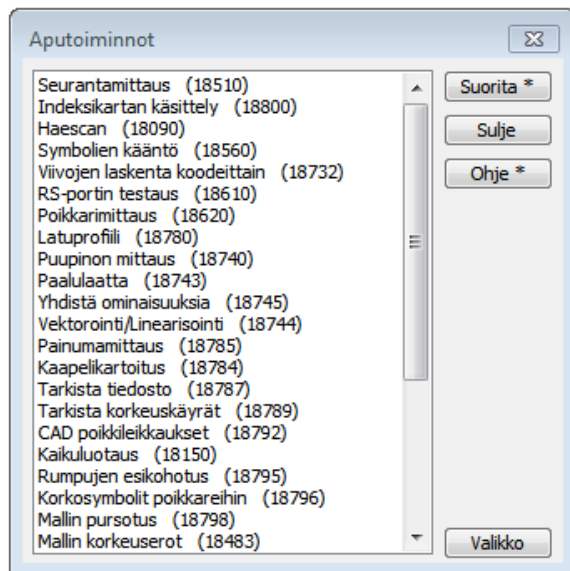 Aputoiminnot
Seurantamittaus (18510)
Indeksikartan käsittely (18800)
Haescan (18090)
Symbolien kääntö (18560)
Viivojen laskenta koodeittain (18732)
RS-portin testaus (18610)
Poikkarimittaus (18620)
Latuprofiili (18780)
Puupinon mittaus (18740)
Paalulaatta (18743)
Yhdistä ominaisuuksia (18745)
Vektorointi/Linearisointi (18744)
Painumamittaus (18785)
Kaapelikartoitus (18784)
Tarkista tiedosto (18787)
Tarkista korkeuskäyrät (18789)
CAD poikkileikkaukset (18792)
Kaikuluotaus (18150)
Rumpujen esikohotus (18795)
Korkosymbolit poikkareihin (18796)
Mallin pursotus (18798)
Mallin korkeuserot (18483)
Suorita *
Sulje
Ohje *
Valikko